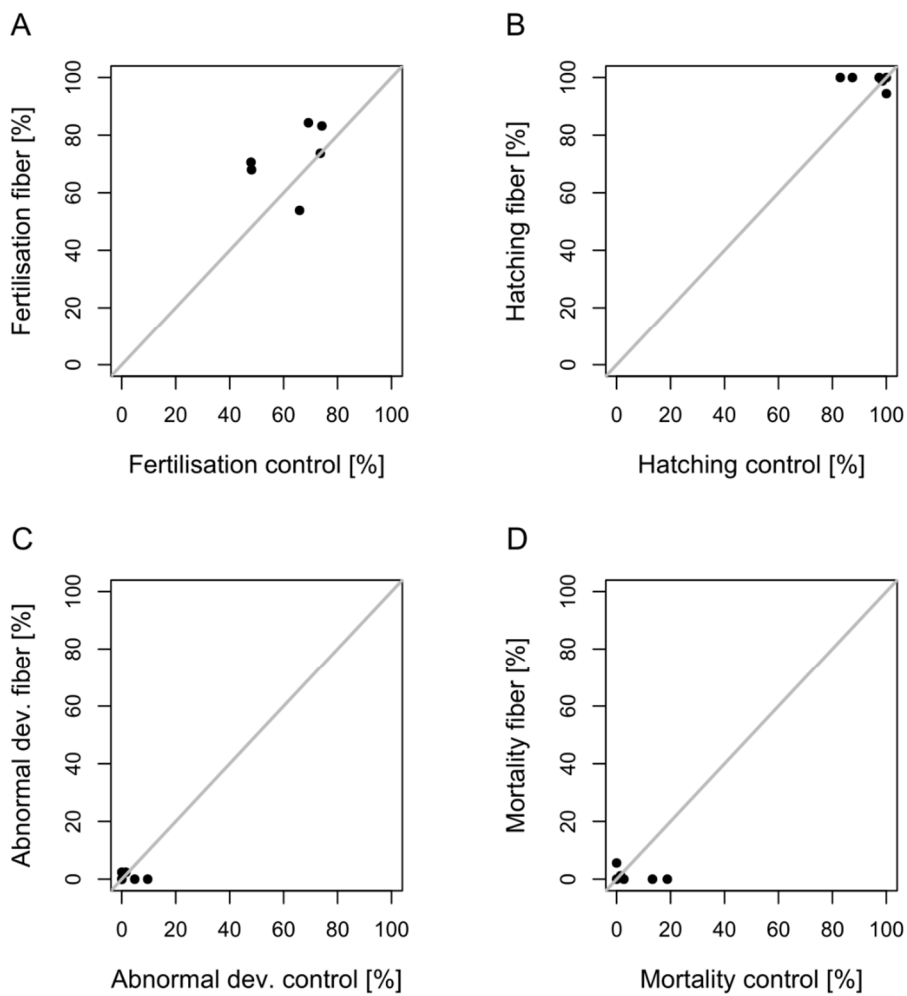 A
Fertilisation fiber [%]
0 20 40 60 80 100
0 20 40 60 80 100
Fertilisation control [%]
B
Hatching fiber [%]
0 20 40 60 80 100
0 20 40 60 80 100
Hatching control [%]
C
Abnormal dev. fiber [%]
0 20 40 60 80 100
0 20 40 60 80 100
Abnormal dev. control [%]
D
Mortality fiber [%]
0 20 40 60 80 100
0 20 40 60 80 100
Mortality control [%]